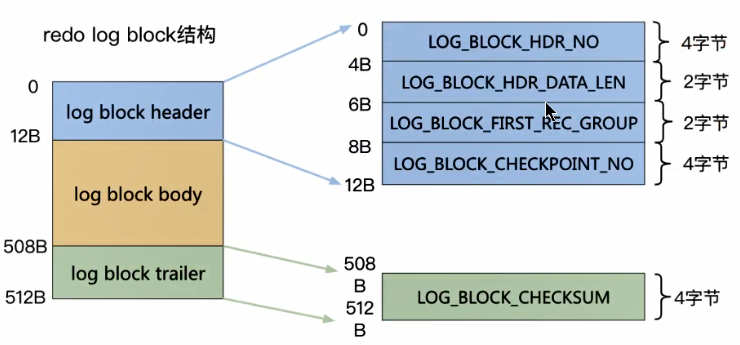 redo log block结构
0
log block header
12B
log block body
508B
log block trailer
512B
0
LOG_BLOCK_HDR_NO
4字节
4B
LOG_BLOCK_HDR_DATA_LEN
2字节
6B
LOG_BLOCK_FIRST_REC_GROUP
2字节
8B
LOG_BLOCK_CHECKPOINT_NO
4字节
12B
508
B
LOG_BLOCK_CHECKSUM
4字节
512
B